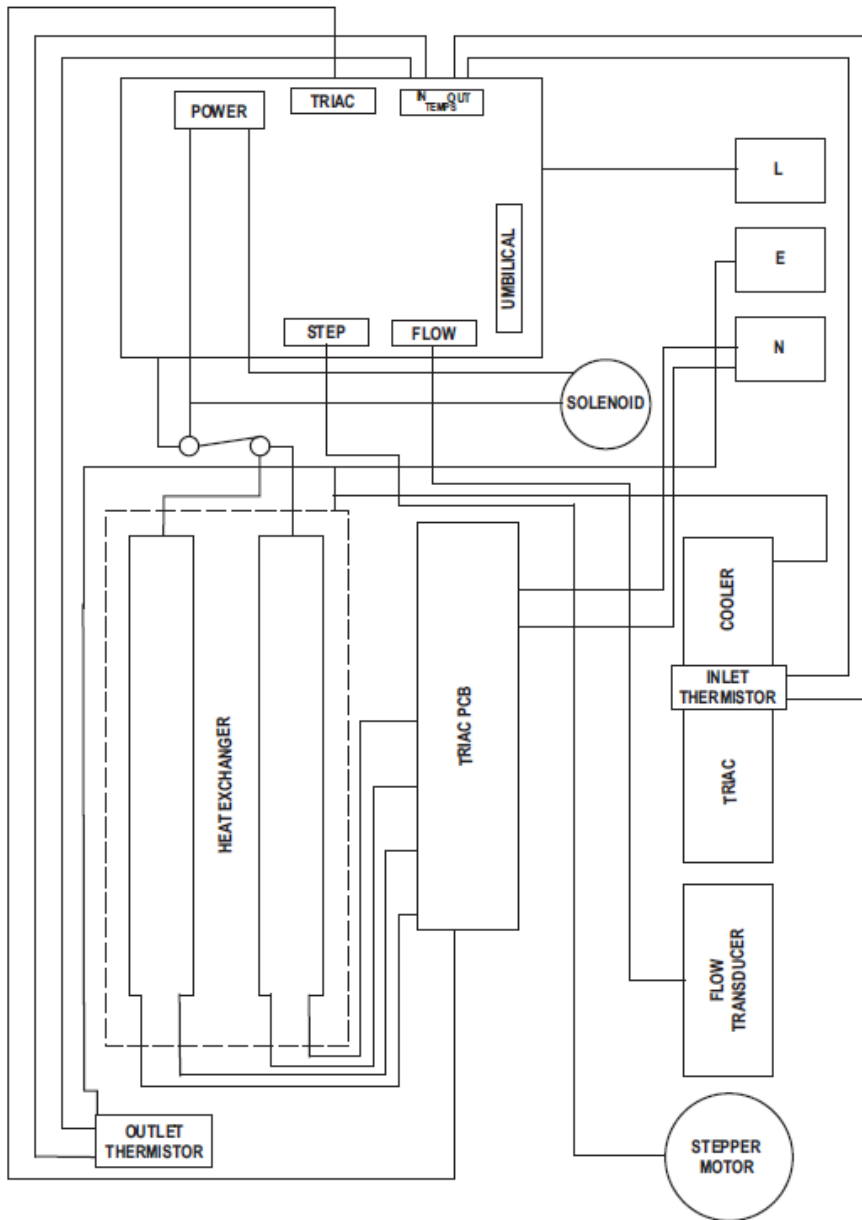 POWER
TRIAC
IN OUT
TEMPS
L
UMBILICAL
E
STEP
FLOW
N
SOLENOID
COOLER
INLET
THERMISTOR
TRIAC PCB
HEAT EXCHANGER
TRIAC
FLOW
TRANSDUCER
OUTLET
THERMISTOR
STEPPER
MOTOR